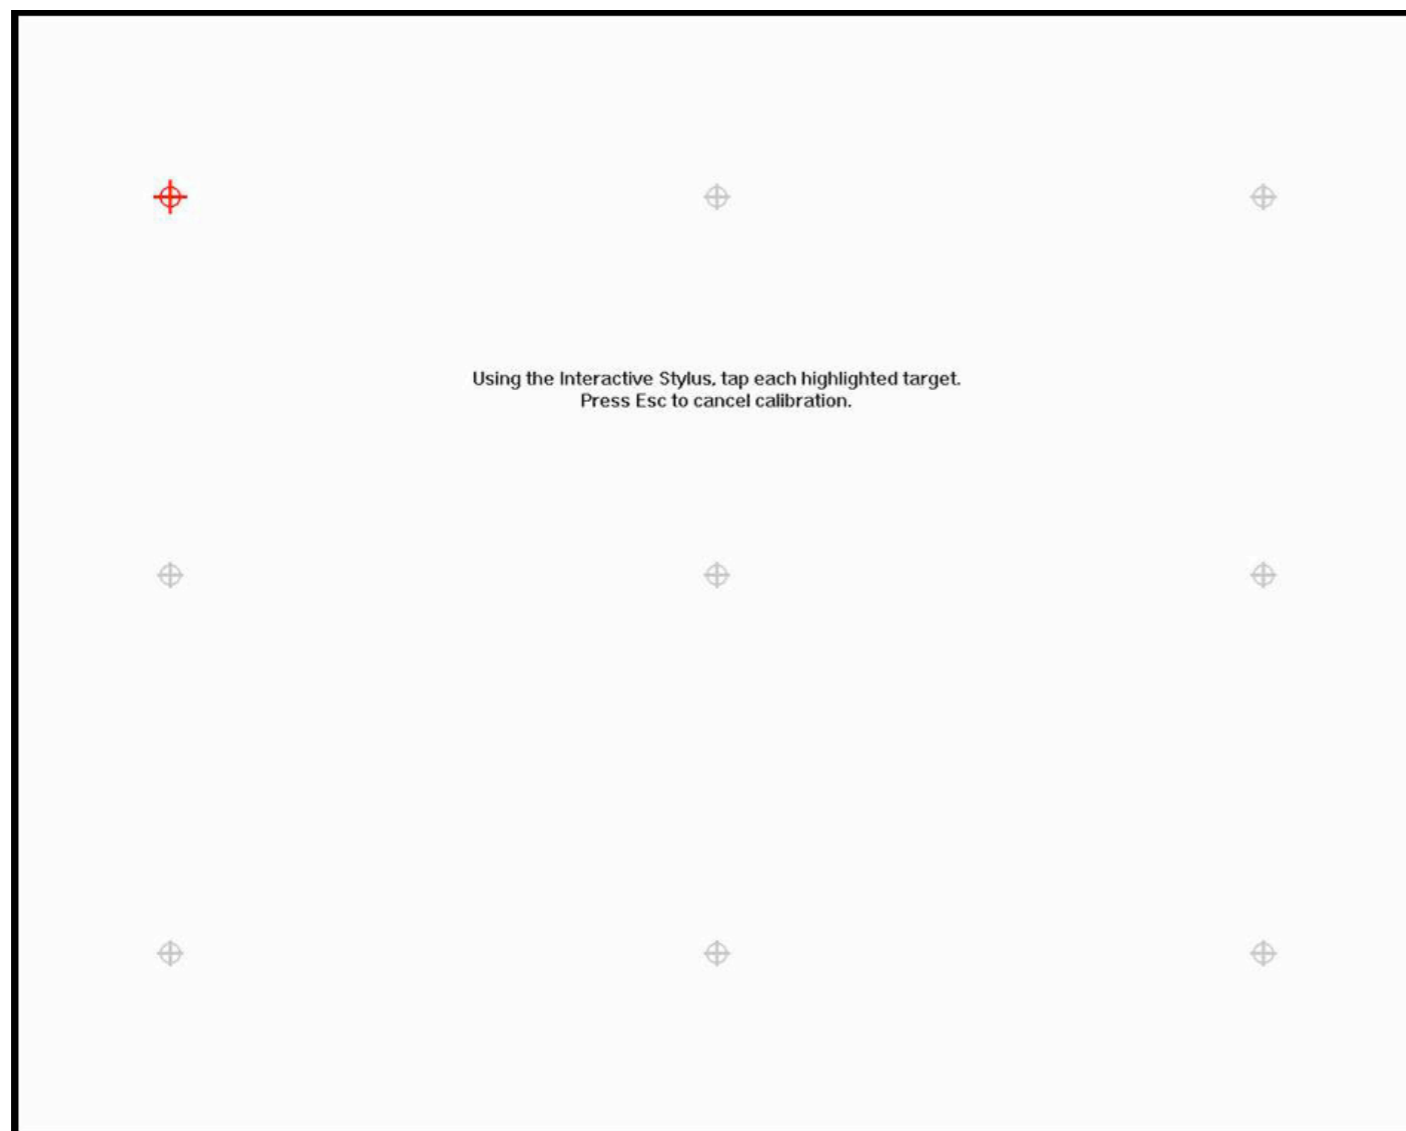 Using the Interactive Stylus, tap each highlighted target.
Press Esc to cancel calibration.